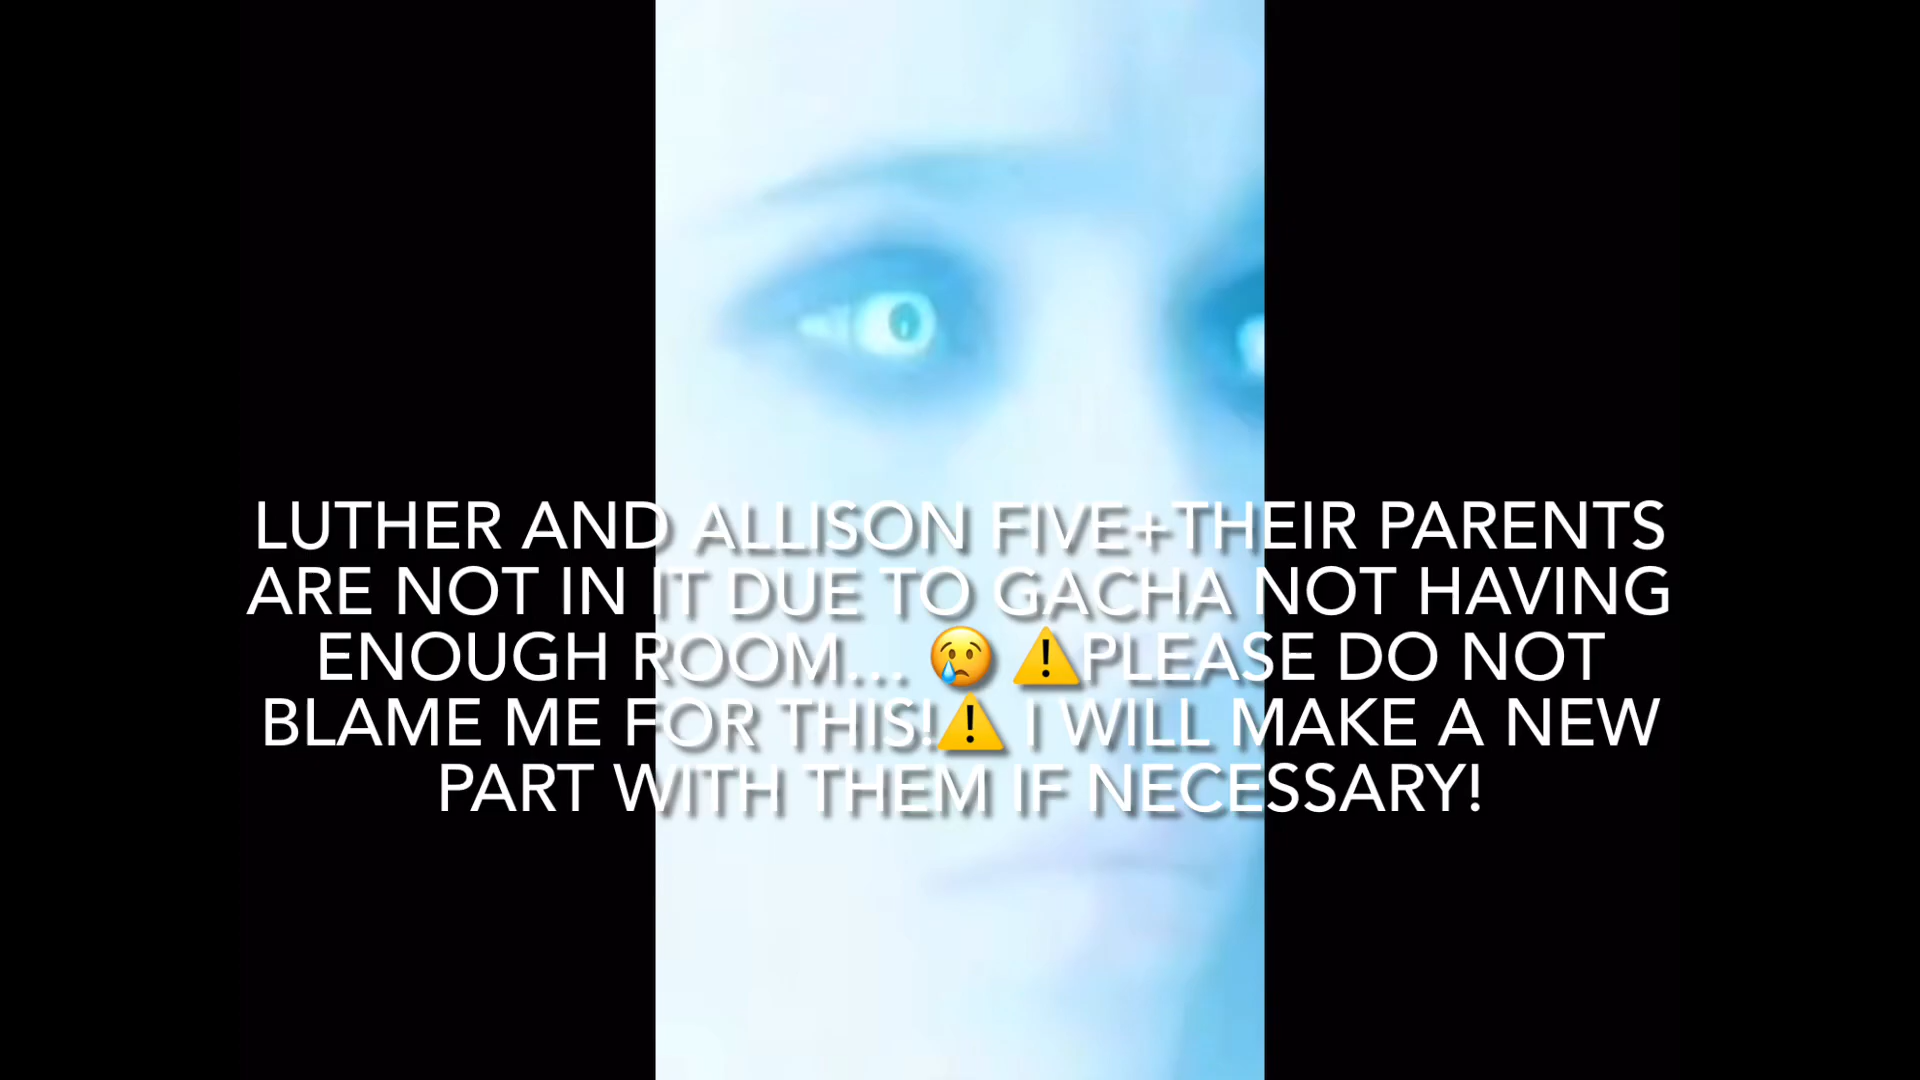 LUTHER AND ALLISON FIVE+THEIR PARENTS
ARE NOT IN IT DUE TO GACHA NOT HAVING
ENOUGH ROOM... 😢 ⚠️PLEASE DO NOT
BLAME ME FOR THIS!⚠️ I WILL MAKE A NEW
PART WITH THEM IF NECESSARY!